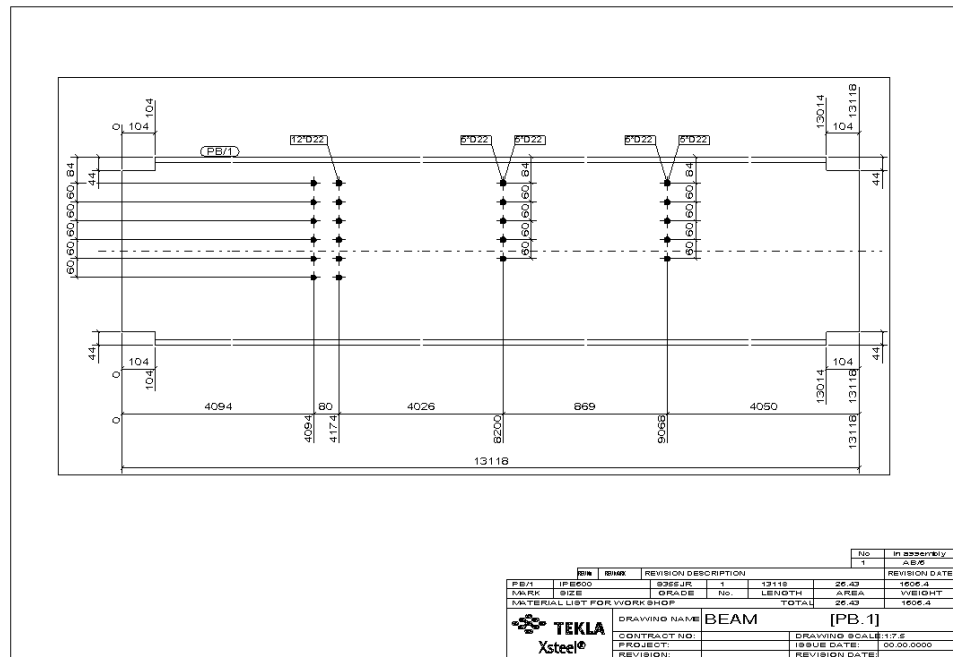 13118
104
13014
104
0
104
104
12*D22
5*D22
5*D22
5*D22
5*D22
PB/1
84
44
60
60
60
60
60
84
60
60
60
60
84
60
60
60
60
44
44
104
0
104
44
104
13014
13118
4094
80
4026
869
4050
0
4094
4174
8200
9068
13118
13118
No
In assembly
1
AB/6
REVISION DESCRIPTION
REVISION DATE
PB/1
IPE600
S355JR
1
13118
26.43
1606.4
MARK
SIZE
GRADE
No.
LENGTH
AREA
WEIGHT
MATERIAL LIST FOR WORKSHOP
TOTAL
26.43
1606.4
TEKLA
Xsteel®
DRAWING NAME
BEAM
[PB.1]
CONTRACT NO:
DRAWING SCALE:
1:7.5
PROJECT:
ISSUE DATE:
00.00.0000
REVISION:
REVISION DATE: